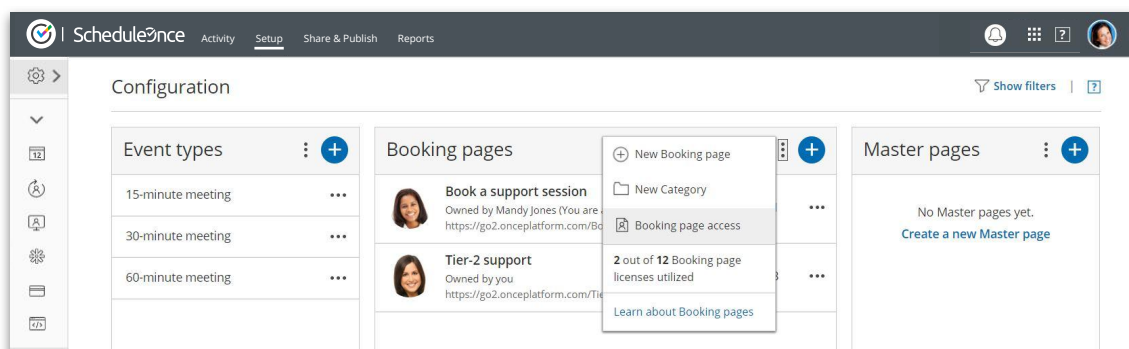 ScheduleOnce Activity Setup Share & Publish Reports ?
Configuration Show filters | ?
12
Event types
15-minute meeting
30-minute meeting
60-minute meeting
Booking pages
Book a support session
Owned by Mandy Jones (You are
https://go2.onceplatform.com/Bo
Tier-2 support
Owned by you
https://go2.onceplatform.com/Tie
New Booking page
New Category
Booking page access
2 out of 12 Booking page
licenses utilized
Learn about Booking pages
Master pages
No Master pages yet.
Create a new Master page